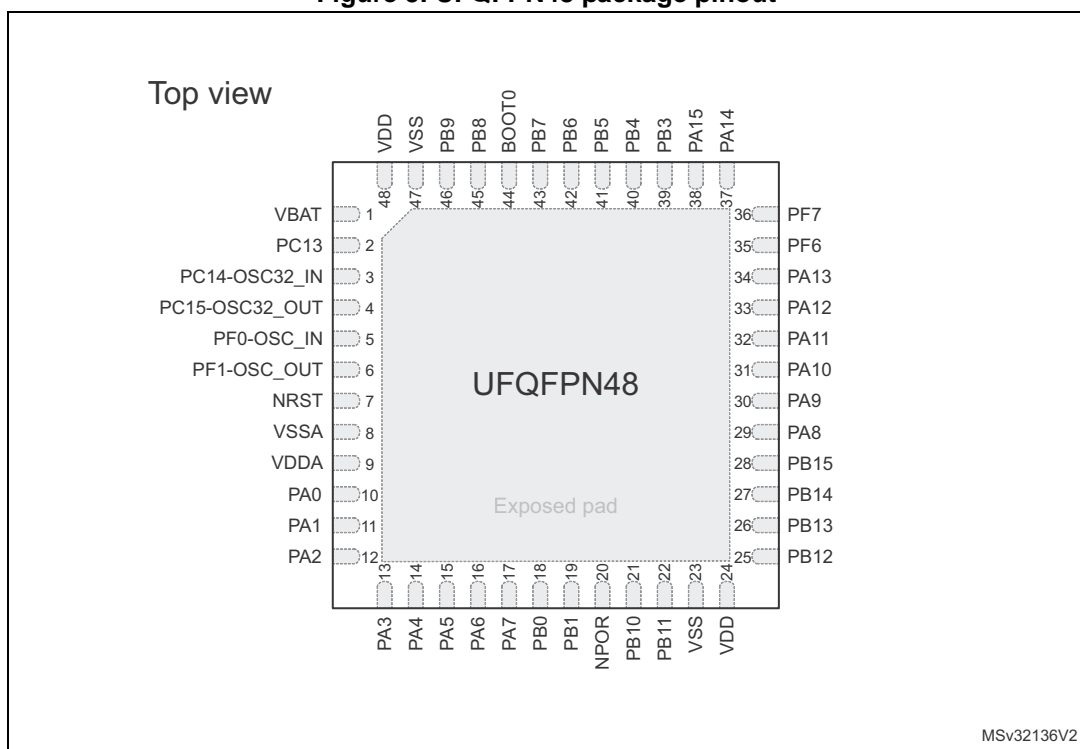 Top view
VDD
VSS
PB9
PB8
BOOT0
PB7
PB6
PB5
PB4
PB3
PA15
PA14
48
47
46
45
44
43
42
41
40
39
38
37
VBAT 1
PC13 2
PC14-OSC32_IN 3
PC15-OSC32_OUT 4
PF0-OSC_IN 5
PF1-OSC_OUT 6
NRST 7
VSSA 8
VDDA 9
PA0 10
PA1 11
PA2 12
36 PF7
35 PF6
34 PA13
33 PA12
32 PA11
31 PA10
30 PA9
29 PA8
28 PB15
27 PB14
26 PB13
25 PB12
UFQFPN48
Exposed pad
13
14
15
16
17
18
19
20
21
22
23
24
PA3
PA4
PA5
PA6
PA7
PB0
PB1
NPOR
PB10
PB11
VSS
VDD
MSv32136V2